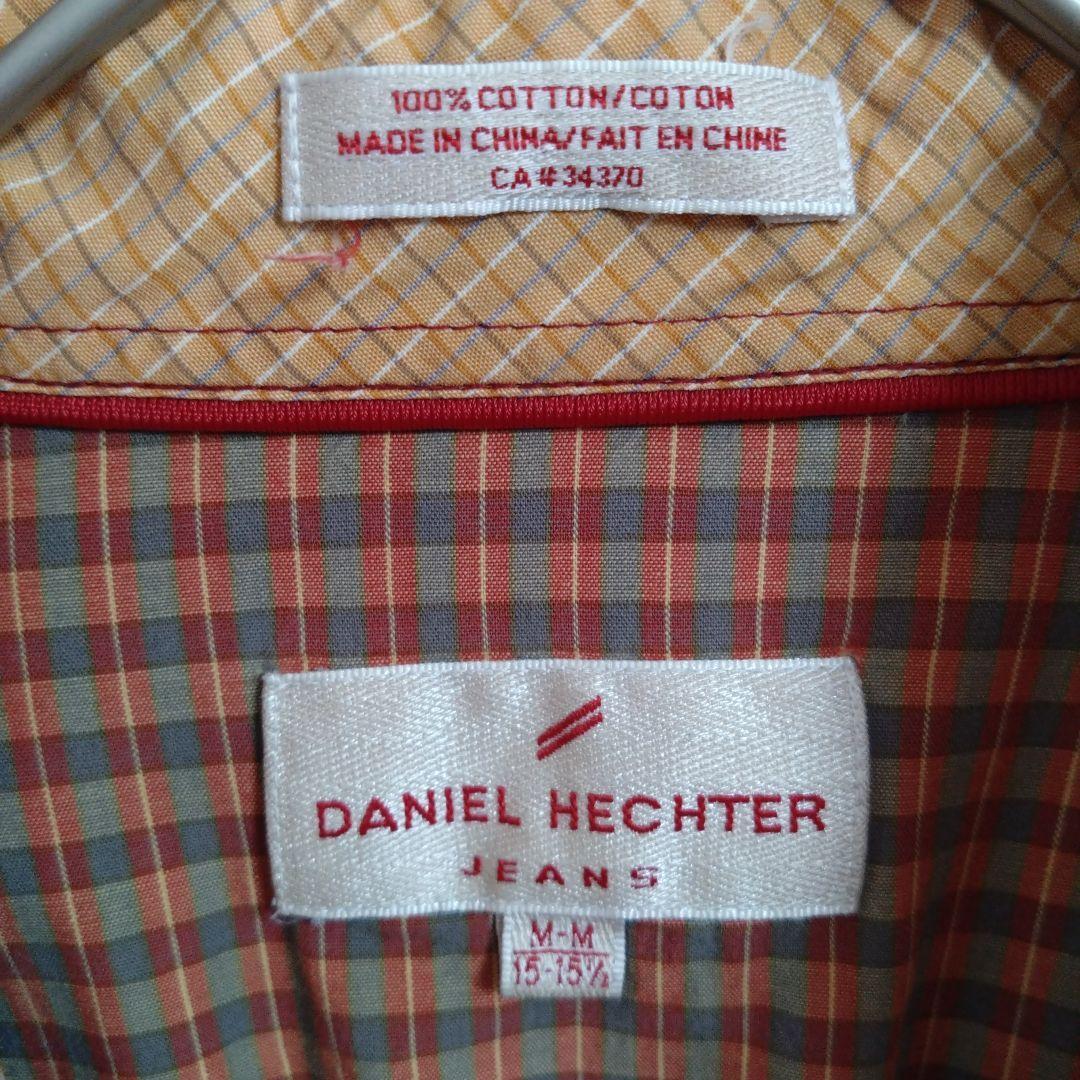 100% COTTON/COTON
MADE IN CHINA/FAIT EN CHINE
CA#34370
DANIEL HECHTER
JEANS
M-M
15-15½